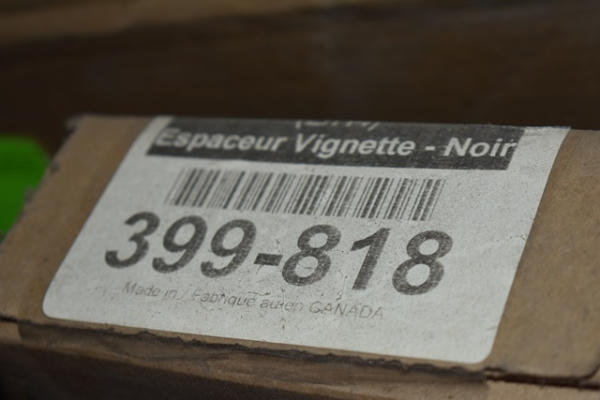 Espaceur Vignette - Noir
399-818
Made in / Fabriqué au/en CANADA